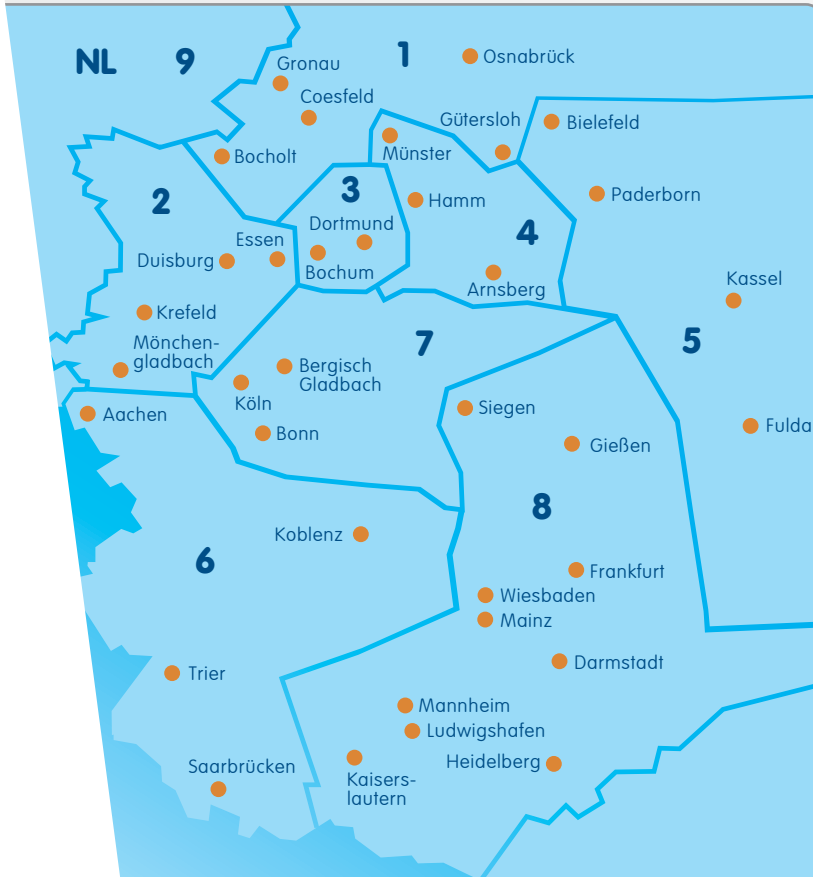 NL 9
1
Osnabrück
Gronau
Coesfeld
Gütersloh
Bielefeld
Münster
Bocholt
2
3
Hamm
Paderborn
Dortmund
4
Essen
Duisburg
Bochum
Arnsberg
Kassel
Krefeld
7
5
Mönchen-
gladbach
Bergisch
Gladbach
Köln
Aachen
Siegen
Bonn
Gießen
Fulda
8
Koblenz
6
Frankfurt
Wiesbaden
Mainz
Trier
Darmstadt
Mannheim
Ludwigshafen
Saarbrücken
Heidelberg
Kaisers-
lautern